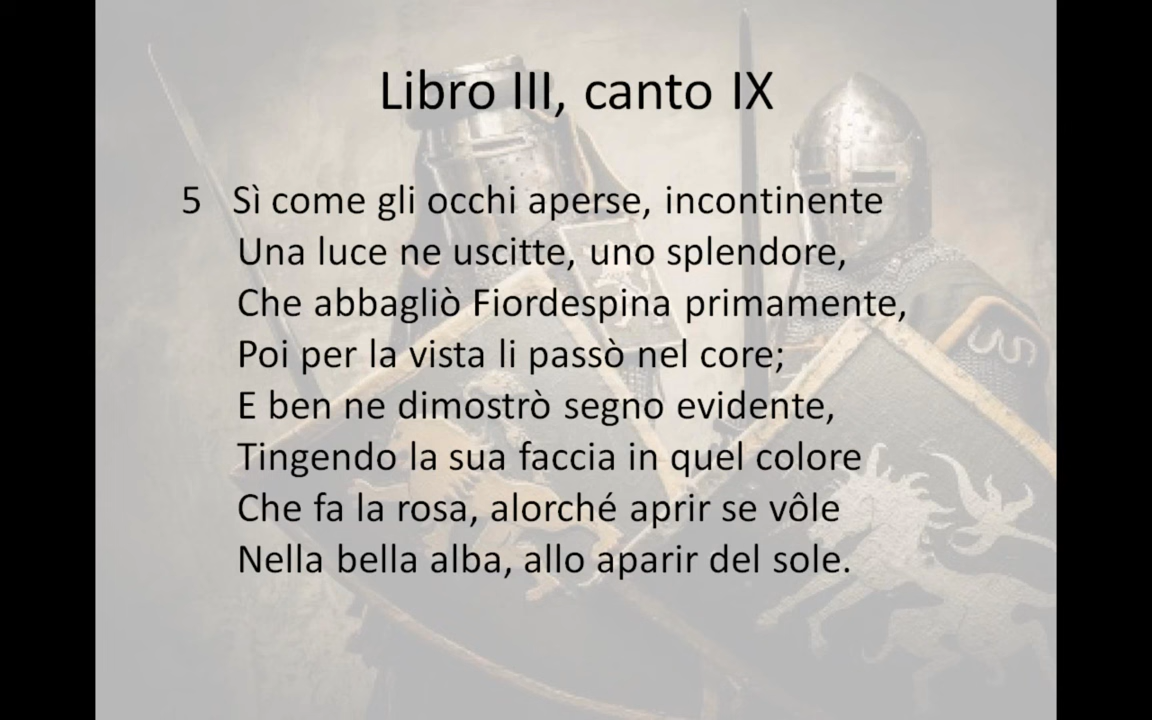 Libro III, canto IX
5 Sì come gli occhi aperse, incontinente
Una luce ne uscitte, uno splendore,
Che abbagliò Fiordespina primamente,
Poi per la vista li passò nel core;
E ben ne dimostrò segno evidente,
Tingendo la sua faccia in quel colore
Che fa la rosa, alorché aprir se vôle
Nella bella alba, allo aparir del sole.